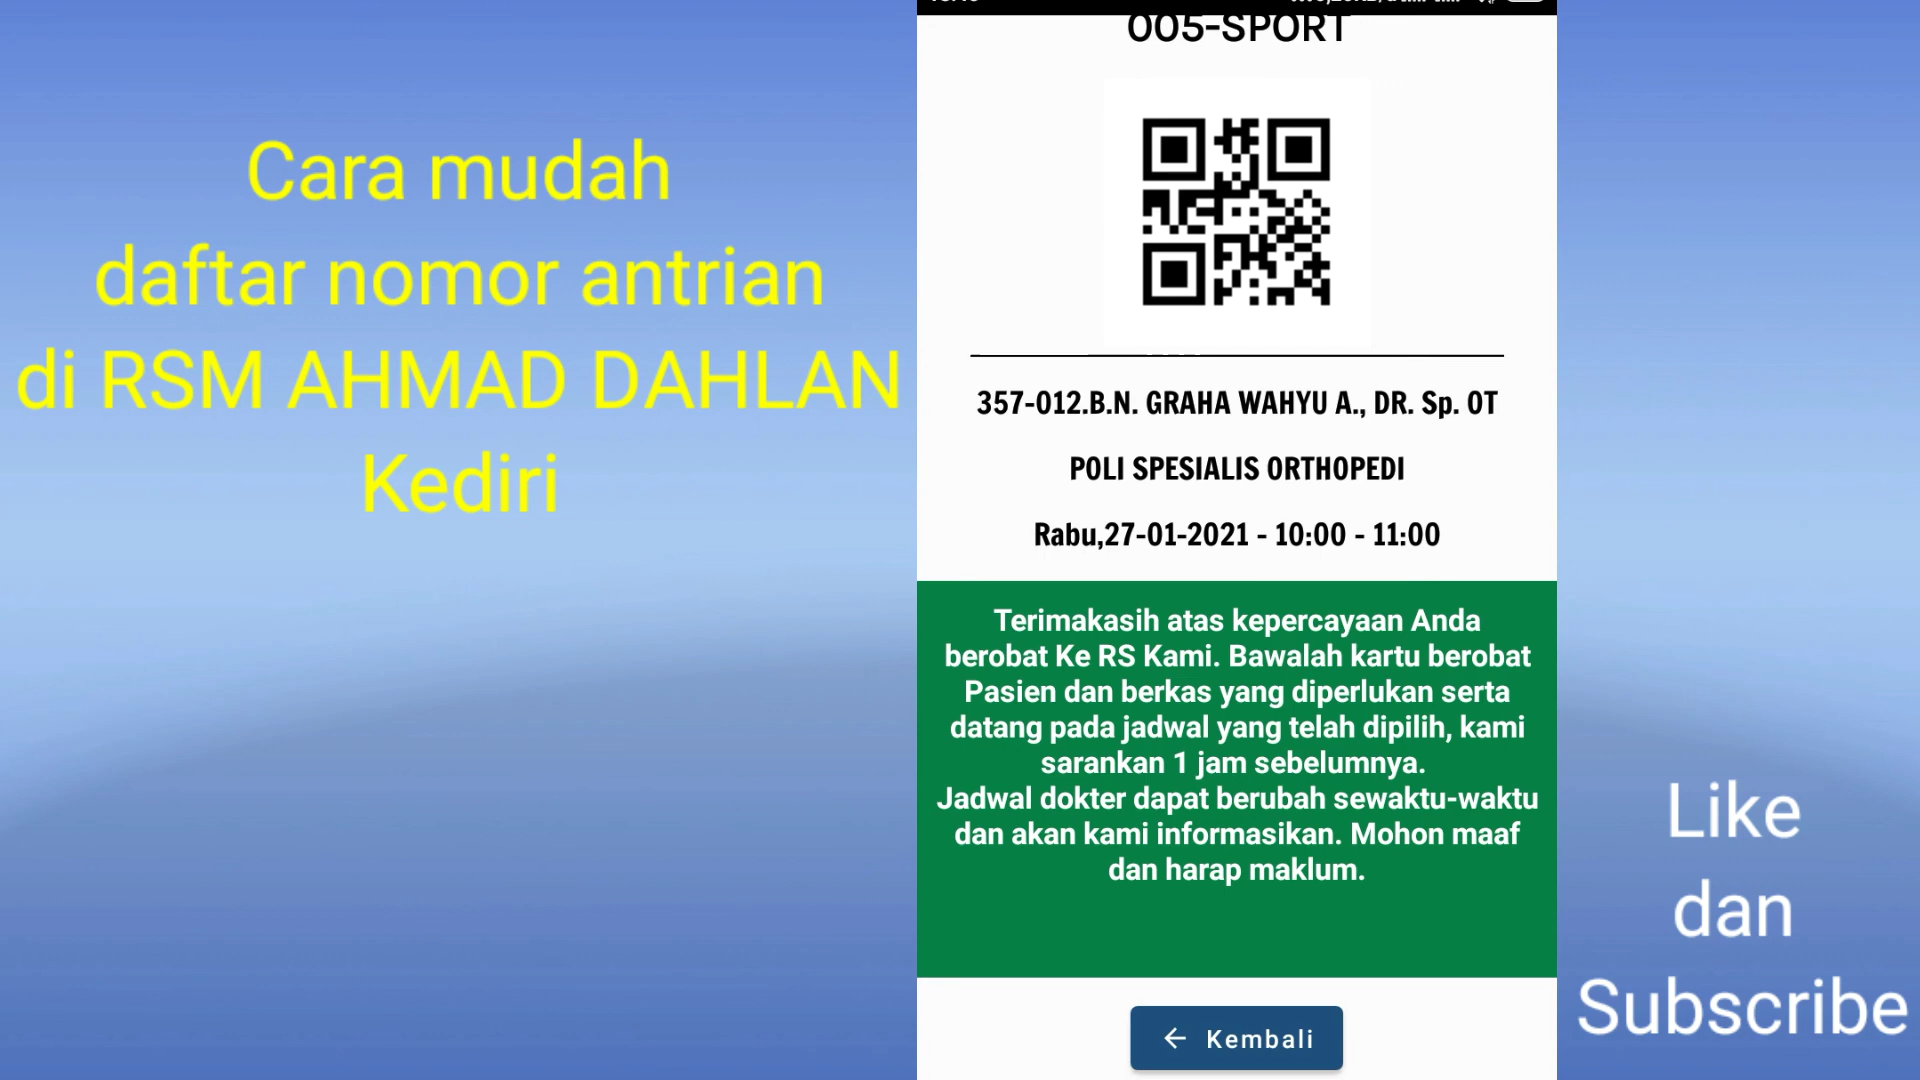 Cara mudah
daftar nomor antrian
di RSM AHMAD DAHLAN
Kediri
005-SPORT
357-012.B.N. GRAHA WAHYU A., DR. Sp. OT
POLI SPESIALIS ORTHOPEDI
Rabu,27-01-2021 - 10:00 - 11:00
Terimakasih atas kepercayaan Anda
berobat Ke RS Kami. Bawalah kartu berobat
Pasien dan berkas yang diperlukan serta
datang pada jadwal yang telah dipilih, kami
sarankan 1 jam sebelumnya.
Jadwal dokter dapat berubah sewaktu-waktu
dan akan kami informasikan. Mohon maaf
dan harap maklum.
← Kembali
Like
dan
Subscribe